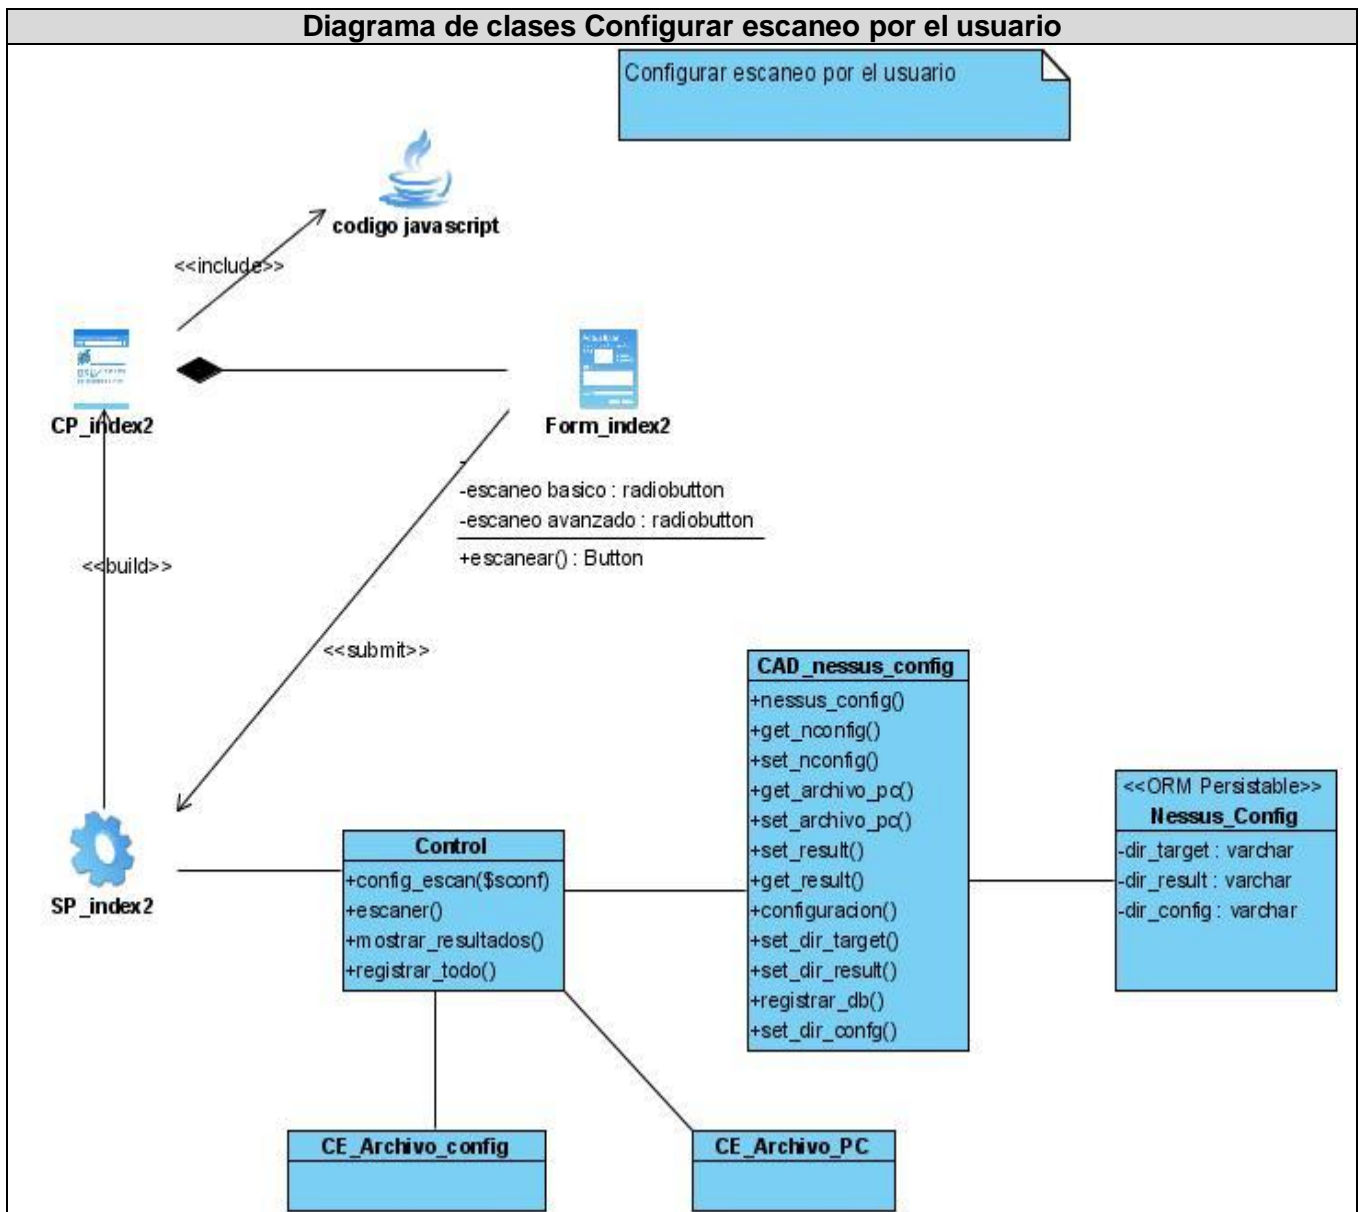 Diagrama de clases Configurar escaneo por el usuario
Configurar escaneo por el usuario
codigo javascript
<<include>>
CP_index2
Form_index2
-
-escaneo basico : radiobutton
-escaneo avanzado : radiobutton
+escanear() : Button
<<build>>
<<submit>>
SP_index2
Control
+config_escan($sconf)
+escaner()
+mostrar_resultados()
+registrar_todo()
CAD_nessus_config
+nessus_config()
+get_nconfig()
+set_nconfig()
+get_archivo_pc()
+set_archivo_pc()
+set_result()
+get_result()
+configuracion()
+set_dir_target()
+set_dir_result()
+registrar_db()
+set_dir_confg()
<<ORM Persistable>>
Nessus_Config
-dir_target : varchar
-dir_result : varchar
-dir_config : varchar
CE_Archivo_config
CE_Archivo_PC